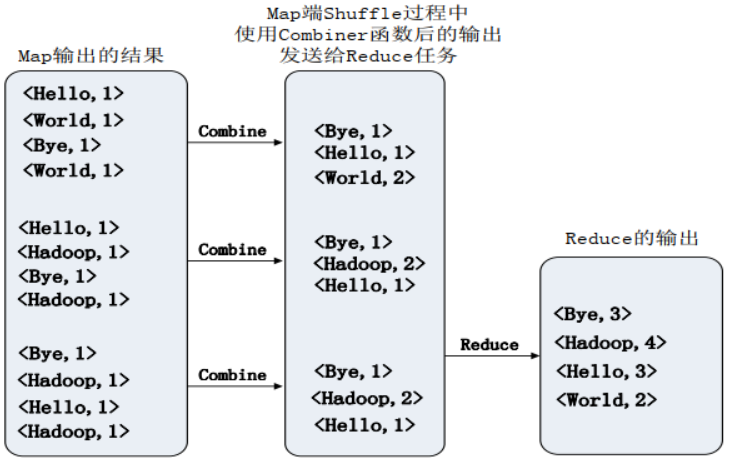 Map输出的结果
<Hello,1>
<World,1>
<Bye,1>
<World,1>
<Hello,1>
<Hadoop,1>
<Bye,1>
<Hadoop,1>
<Bye,1>
<Hadoop,1>
<Hello,1>
<Hadoop,1>
Combine
Combine
Combine
Map端Shuffle过程中
使用Combiner函数后的输出
发送给Reduce任务
<Bye,1>
<Hello,1>
<World,2>
<Bye,1>
<Hadoop,2>
<Hello,1>
<Bye,1>
<Hadoop,2>
<Hello,1>
Reduce
Reduce的输出
<Bye,3>
<Hadoop,4>
<Hello,3>
<World,2>